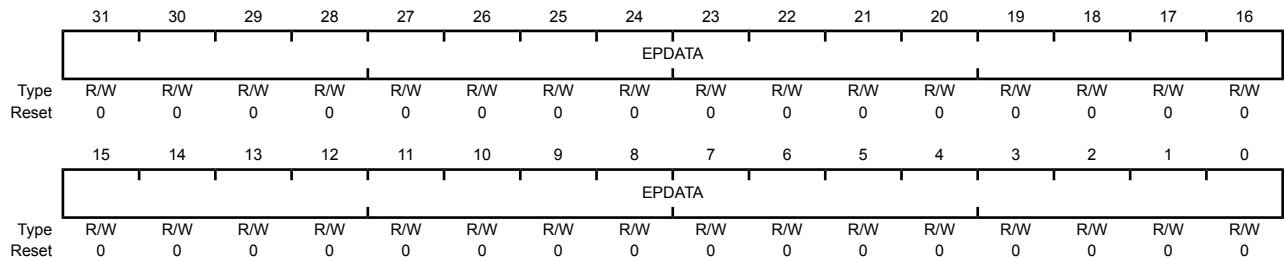 31 30 29 28 27 26 25 24 23 22 21 20 19 18 17 16
EPDATA
Type R/W R/W R/W R/W R/W R/W R/W R/W R/W R/W R/W R/W R/W R/W R/W R/W
Reset 0 0 0 0 0 0 0 0 0 0 0 0 0 0 0 0
15 14 13 12 11 10 9 8 7 6 5 4 3 2 1 0
EPDATA
Type R/W R/W R/W R/W R/W R/W R/W R/W R/W R/W R/W R/W R/W R/W R/W R/W
Reset 0 0 0 0 0 0 0 0 0 0 0 0 0 0 0 0